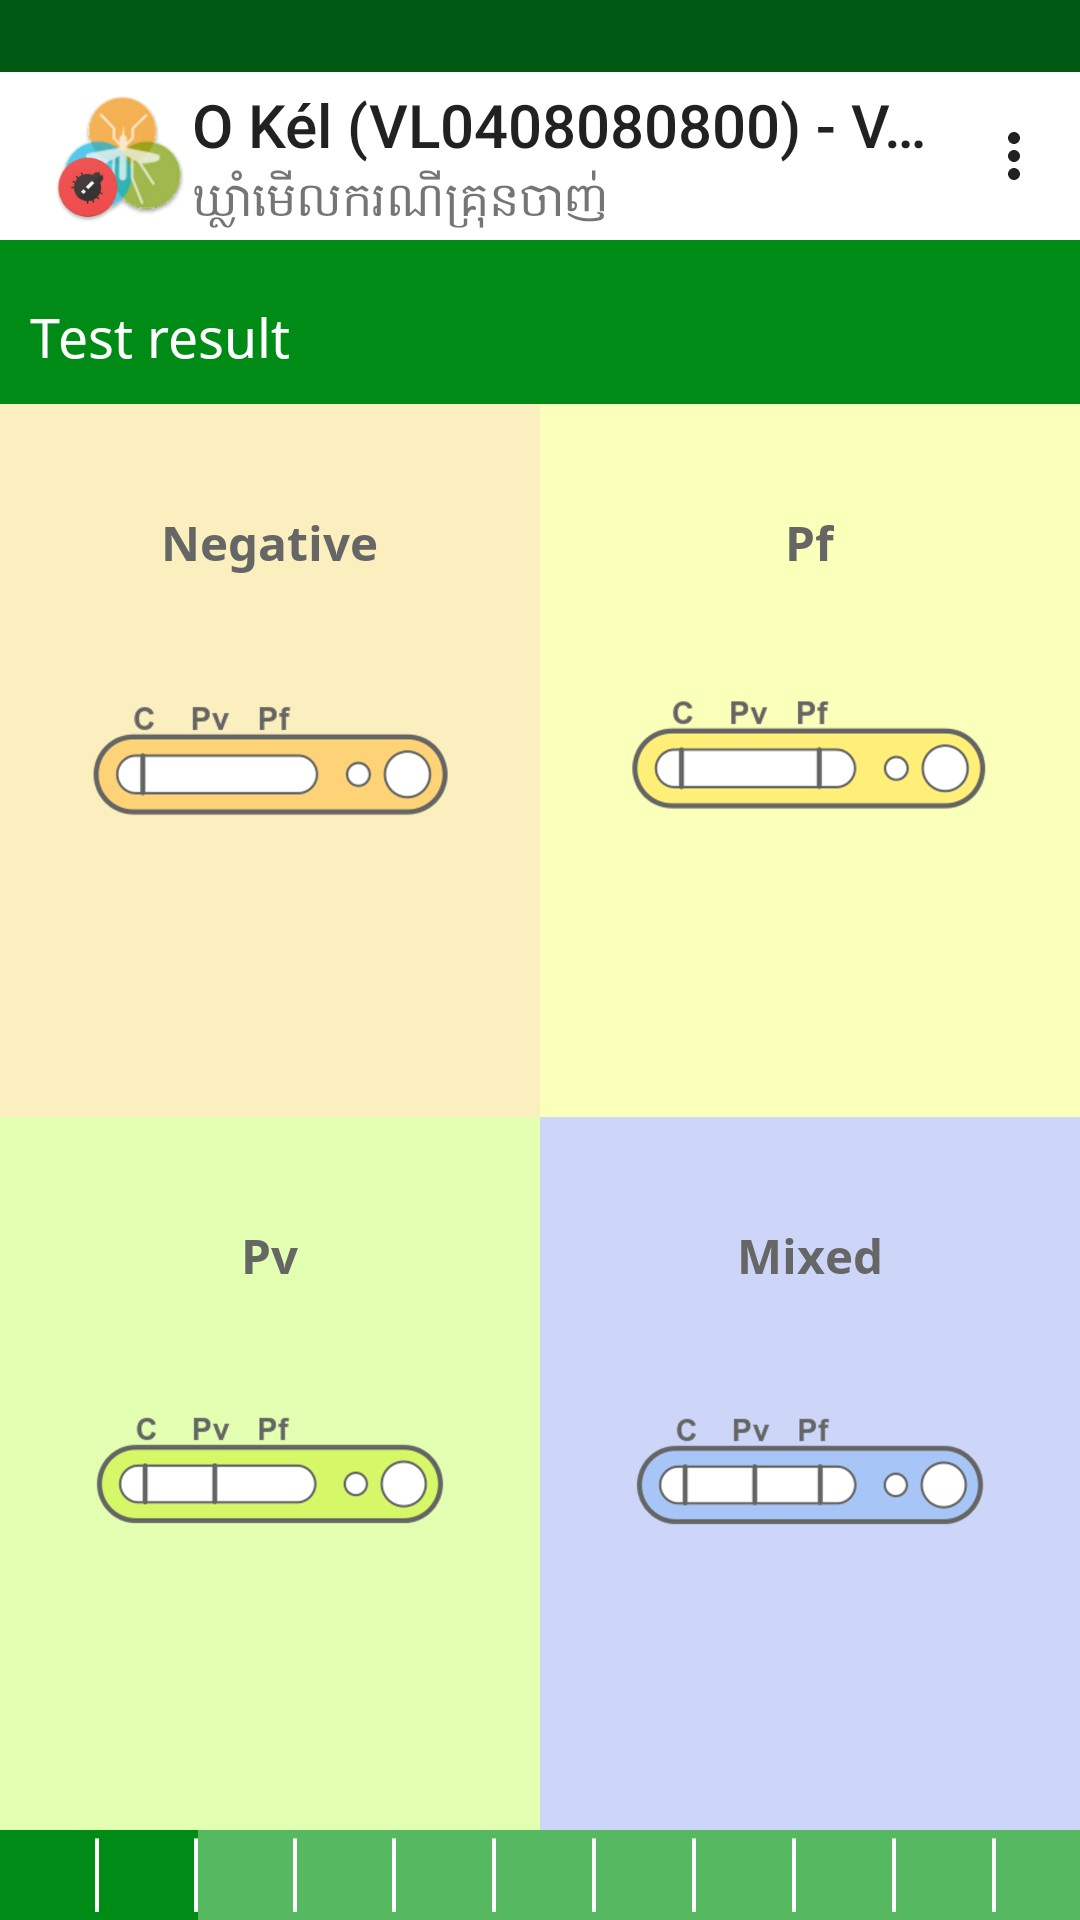 O Kél (VL0408080800) - V...
ឃ្លាំមើលករណីគ្រុនចាញ់
Test result
Negative
Pf
C Pv Pf
C Pv Pf
Pv
Mixed
C Pv Pf
C Pv Pf